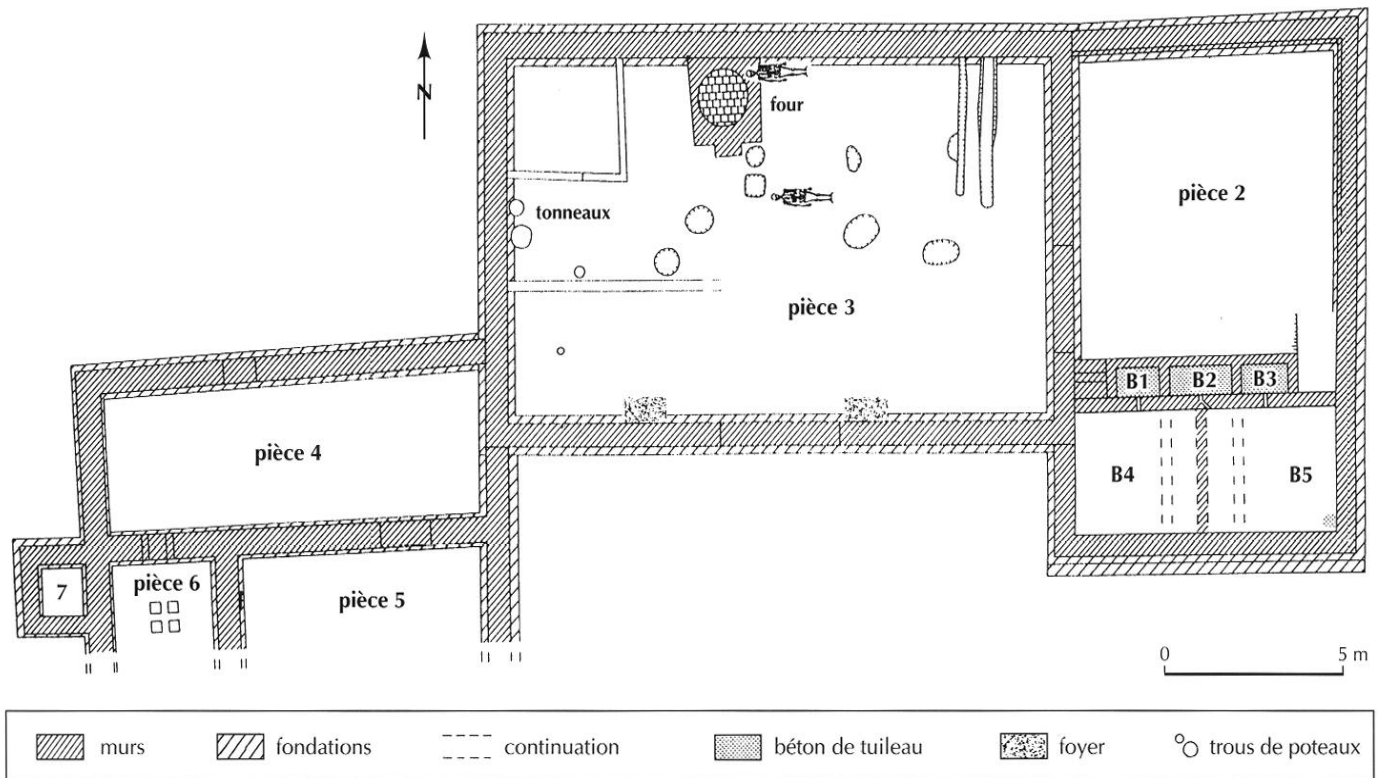 N
four
pièce 2
tonneaux
pièce 3
B1 B2 B3
pièce 4
B4 B5
7
pièce 6
pièce 5
0 5 m
murs fondations continuation béton de tuileau foyer trous de poteaux